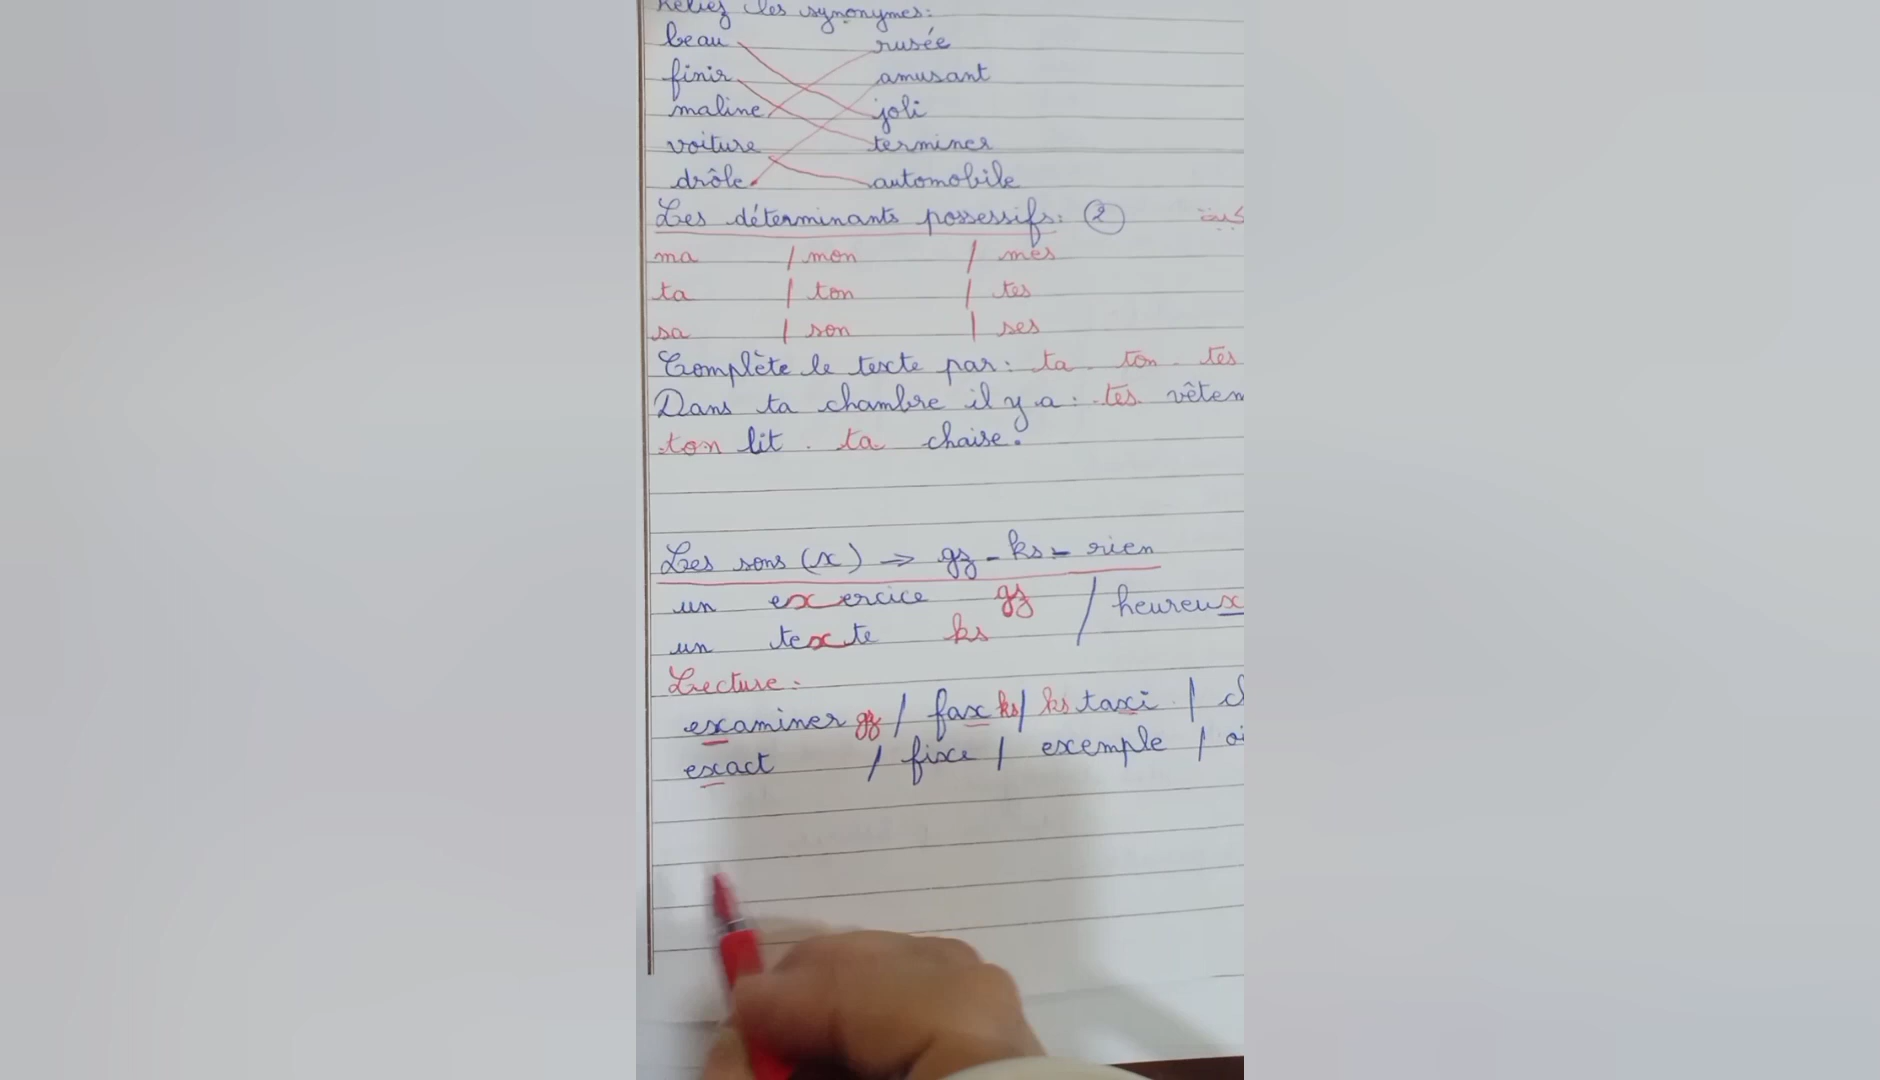 Reliez les synonymes:
beau rusée
finir amusant
maline joli
voiture terminer
drôle automobile
Les déterminants possessifs: 2
ma / mon / mes
ta / ton / tes
sa / son / ses
Complète le texte par: ta - ton - tes
Dans ta chambre il y a: tes
ton lit. ta chaise.
Les sons (x) → gz - ks - rien
un exercice gz / heureux
un texte ks
Lecture:
examiner gz / fax ks / ks taxi /
exact / fixe / exemple /